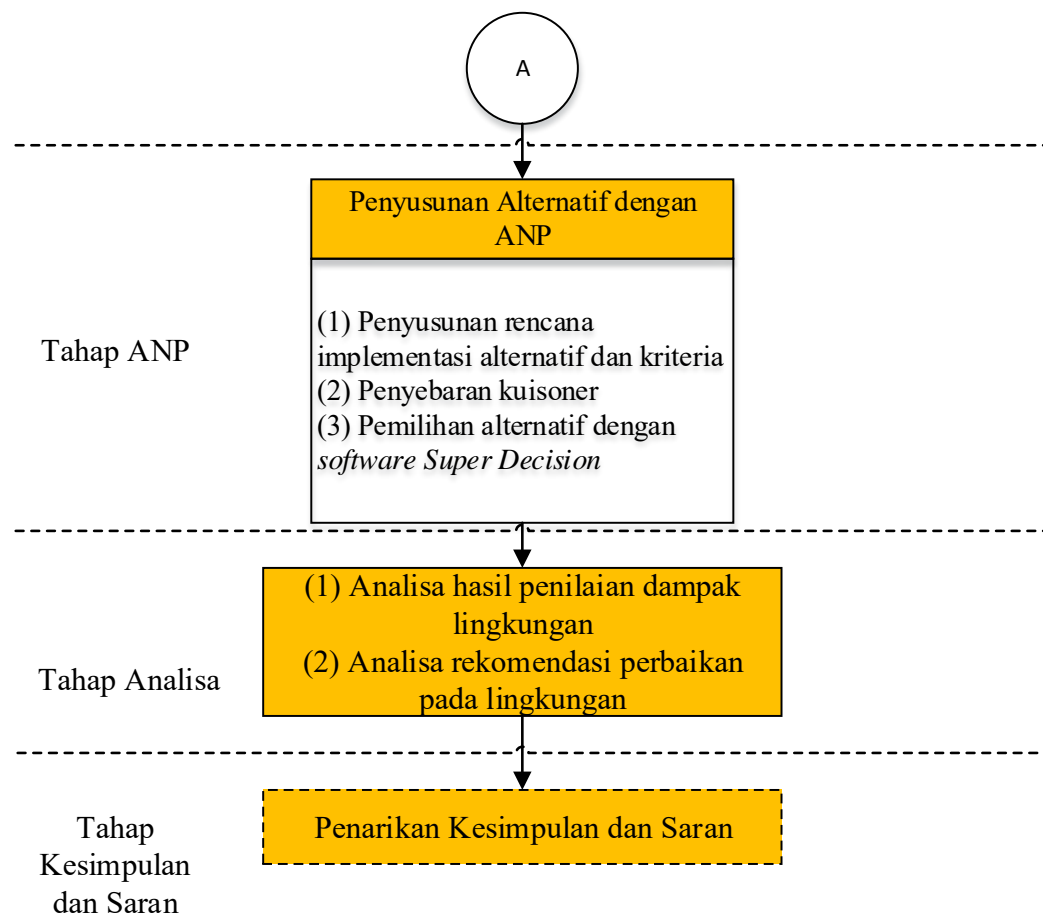 A
Penyusunan Alternatif dengan
ANP
Tahap ANP
(1) Penyusunan rencana
implementasi alternatif dan kriteria
(2) Penyebaran kuisoner
(3) Pemilihan alternatif dengan
software Super Decision
Tahap Analisa
(1) Analisa hasil penilaian dampak
lingkungan
(2) Analisa rekomendasi perbaikan
pada lingkungan
Tahap
Kesimpulan
dan Saran
Penarikan Kesimpulan dan Saran